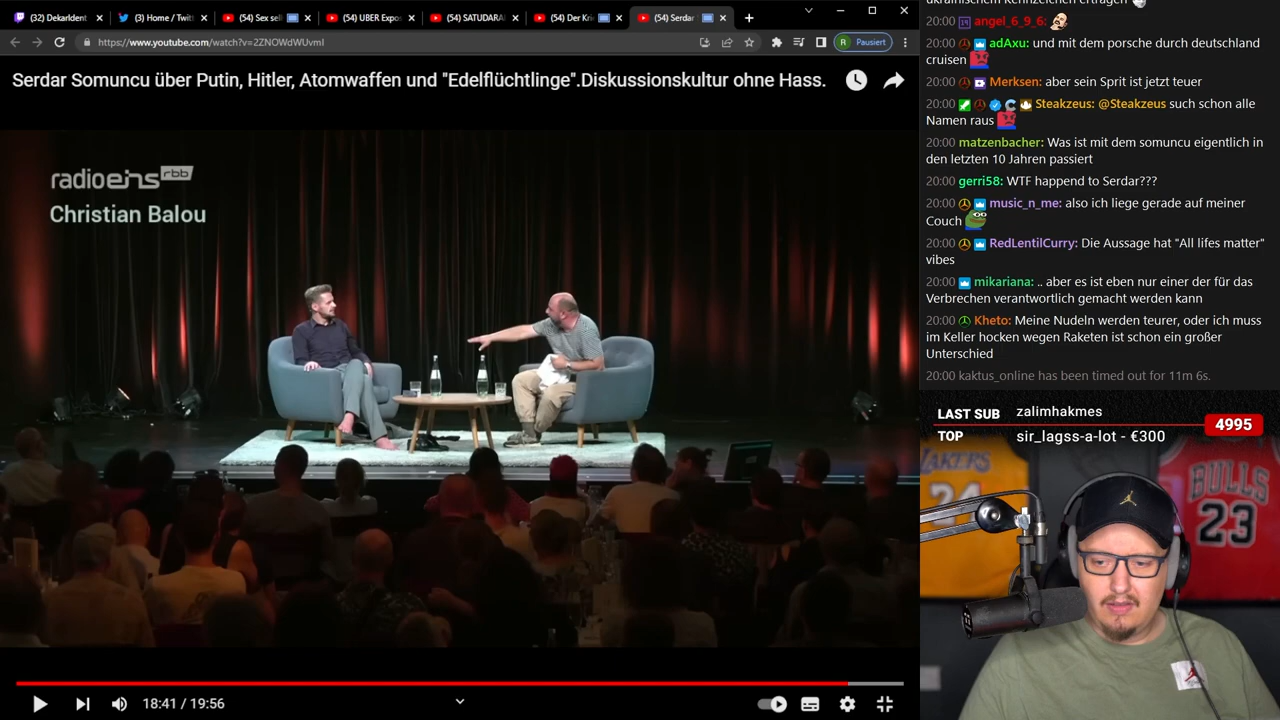 (32) Dekarldent
(3) Home / Twitt
(54) Sex sel
(54) UBER Expos
(54) SATUDARA
(54) Der Kri
(54) Serdar
https://www.youtube.com/watch?v=2ZNOWdWUvmI
R Pausiert
Serdar Somuncu über Putin, Hitler, Atomwaffen und "Edelflüchtlinge".Diskussionskultur ohne Hass.
radioeins rbb
Christian Balou
18:41 / 19:56
ukrainischem Kennzeichen ertragen
20:00 angel_6_9_6:
20:00 adAxu: und mit dem porsche durch deutschland
cruisen
20:00 Merksen: aber sein Sprit ist jetzt teuer
20:00 Steakzeus: @Steakzeus such schon alle
Namen raus
20:00 matzenbacher: Was ist mit dem somuncu eigentlich in
den letzten 10 Jahren passiert
20:00 gerri58: WTF happend to Serdar???
20:00 music_n_me: also ich liege gerade auf meiner
Couch
20:00 RedLentilCurry: Die Aussage hat "All lifes matter"
vibes
20:00 mikariana: .. aber es ist eben nur einer der für das
Verbrechen verantwortlich gemacht werden kann
20:00 Kheto: Meine Nudeln werden teurer, oder ich muss
im Keller hocken wegen Raketen ist schon ein großer
Unterschied
20:00 kaktus_online has been timed out for 11m 6s.
LAST SUB zalimhakmes
TOP sir_lagss-a-lot - €300
4995
LAKERS
24
BULLS
23